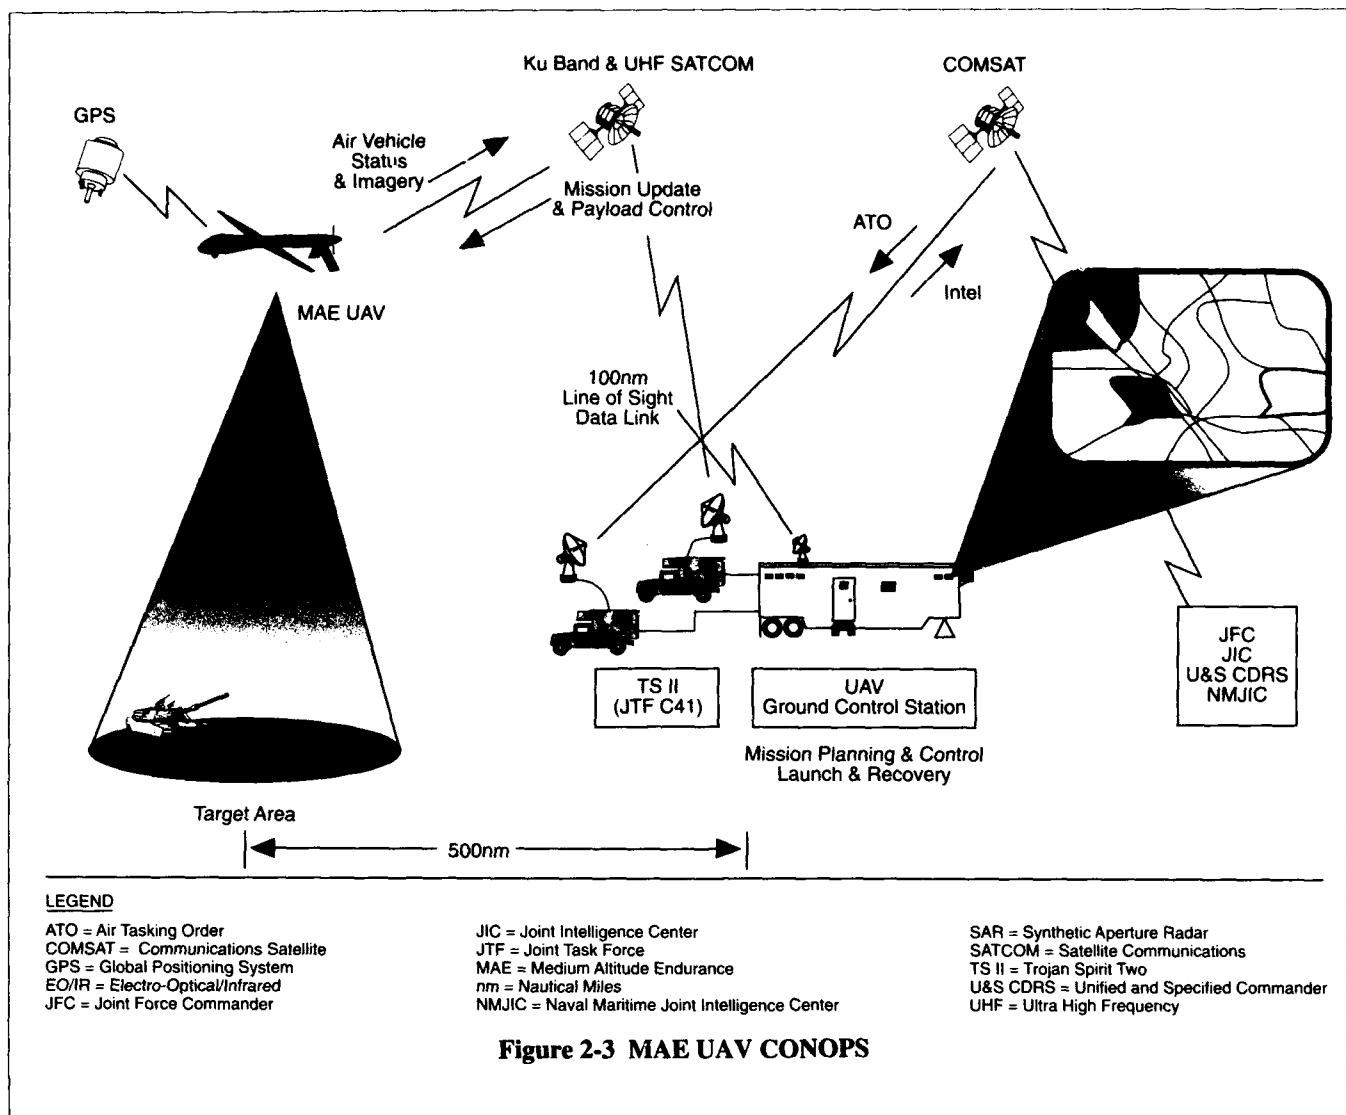 Ku Band & UHF SATCOM
COMSAT
GPS
Air Vehicle
Status
& Imagery
Mission Update
& Payload Control
ATO
Intel
MAE UAV
100nm
Line of Sight
Data Link
TS II
(JTF C41)
UAV
Ground Control Station
JFC
JIC
U&S CDRS
NMJIC
Mission Planning & Control
Launch & Recovery
Target Area
500nm
LEGEND
ATO = Air Tasking Order
COMSAT = Communications Satellite
GPS = Global Positioning System
EO/IR = Electro-Optical/Infrared
JFC = Joint Force Commander
JIC = Joint Intelligence Center
JTF = Joint Task Force
MAE = Medium Altitude Endurance
nm = Nautical Miles
NMJIC = Naval Maritime Joint Intelligence Center
SAR = Synthetic Aperture Radar
SATCOM = Satellite Communications
TS II = Trojan Spirit Two
U&S CDRS = Unified and Specified Commander
UHF = Ultra High Frequency
Figure 2-3 MAE UAV CONOPS